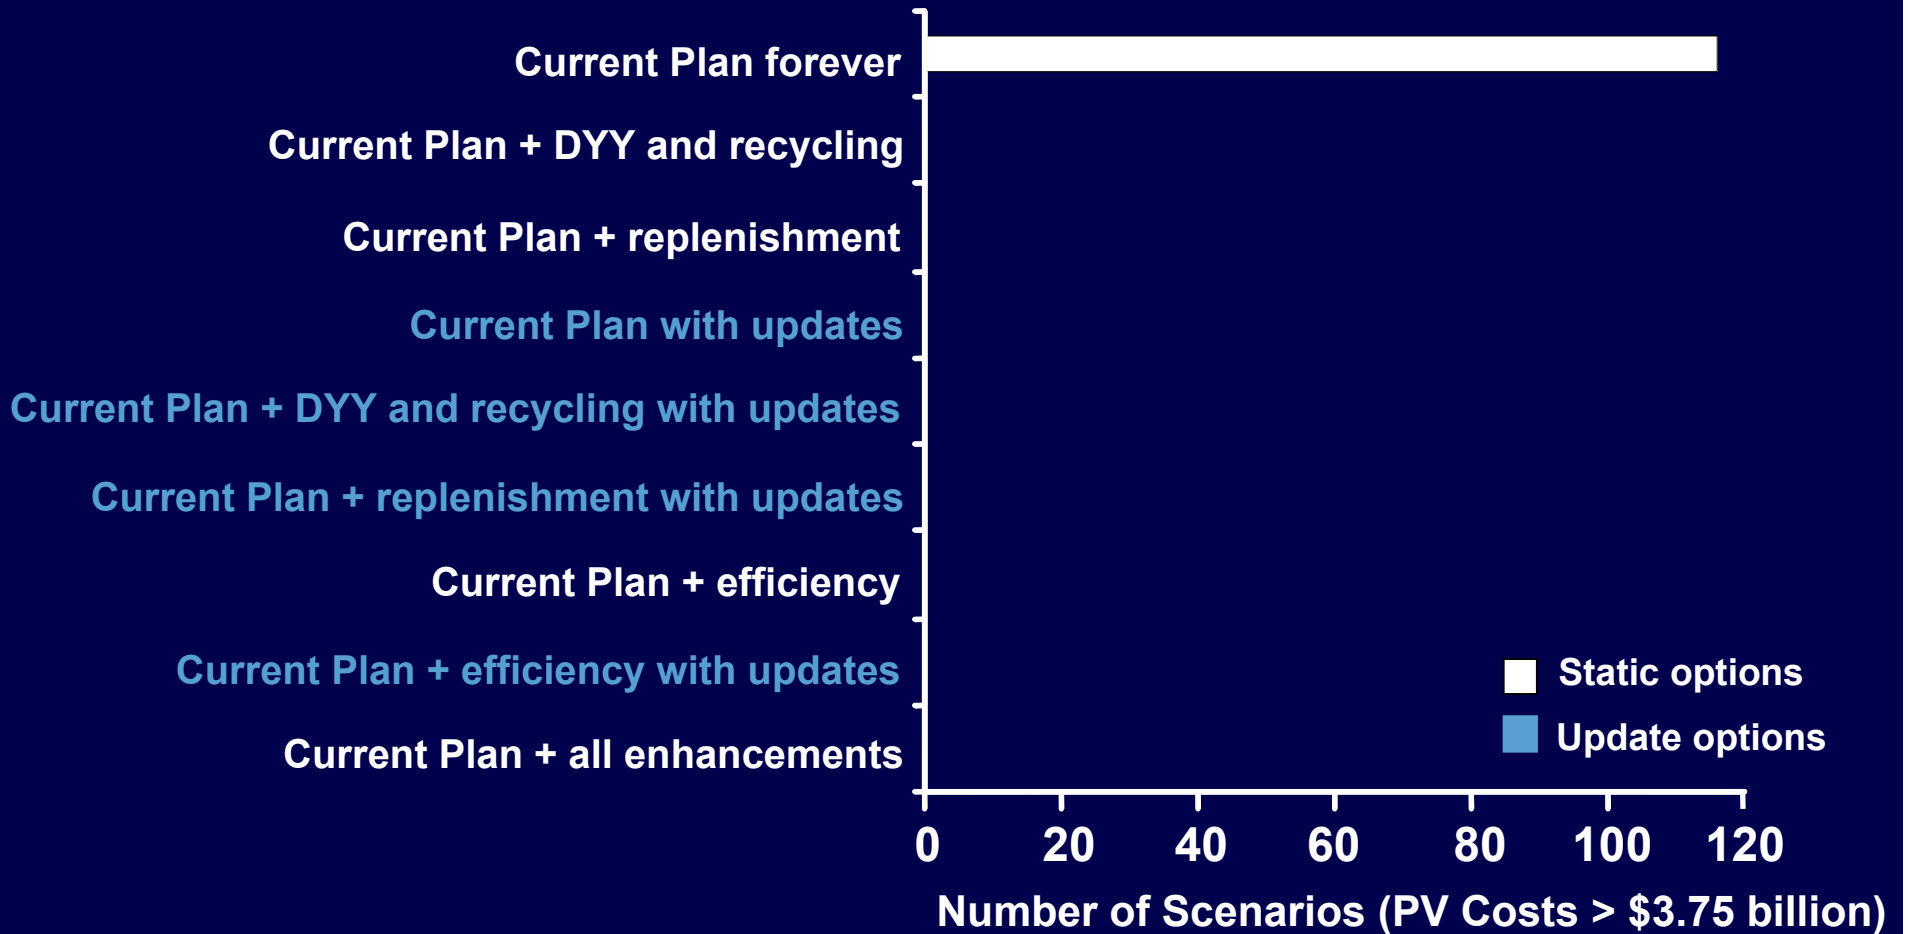 Current Plan forever
Current Plan + DYY and recycling
Current Plan + replenishment
Current Plan with updates
Current Plan + DYY and recycling with updates
Current Plan + replenishment with updates
Current Plan + efficiency
Current Plan + efficiency with updates
Current Plan + all enhancements
Static options
Update options
0 20 40 60 80 100 120
Number of Scenarios (PV Costs > $3.75 billion)